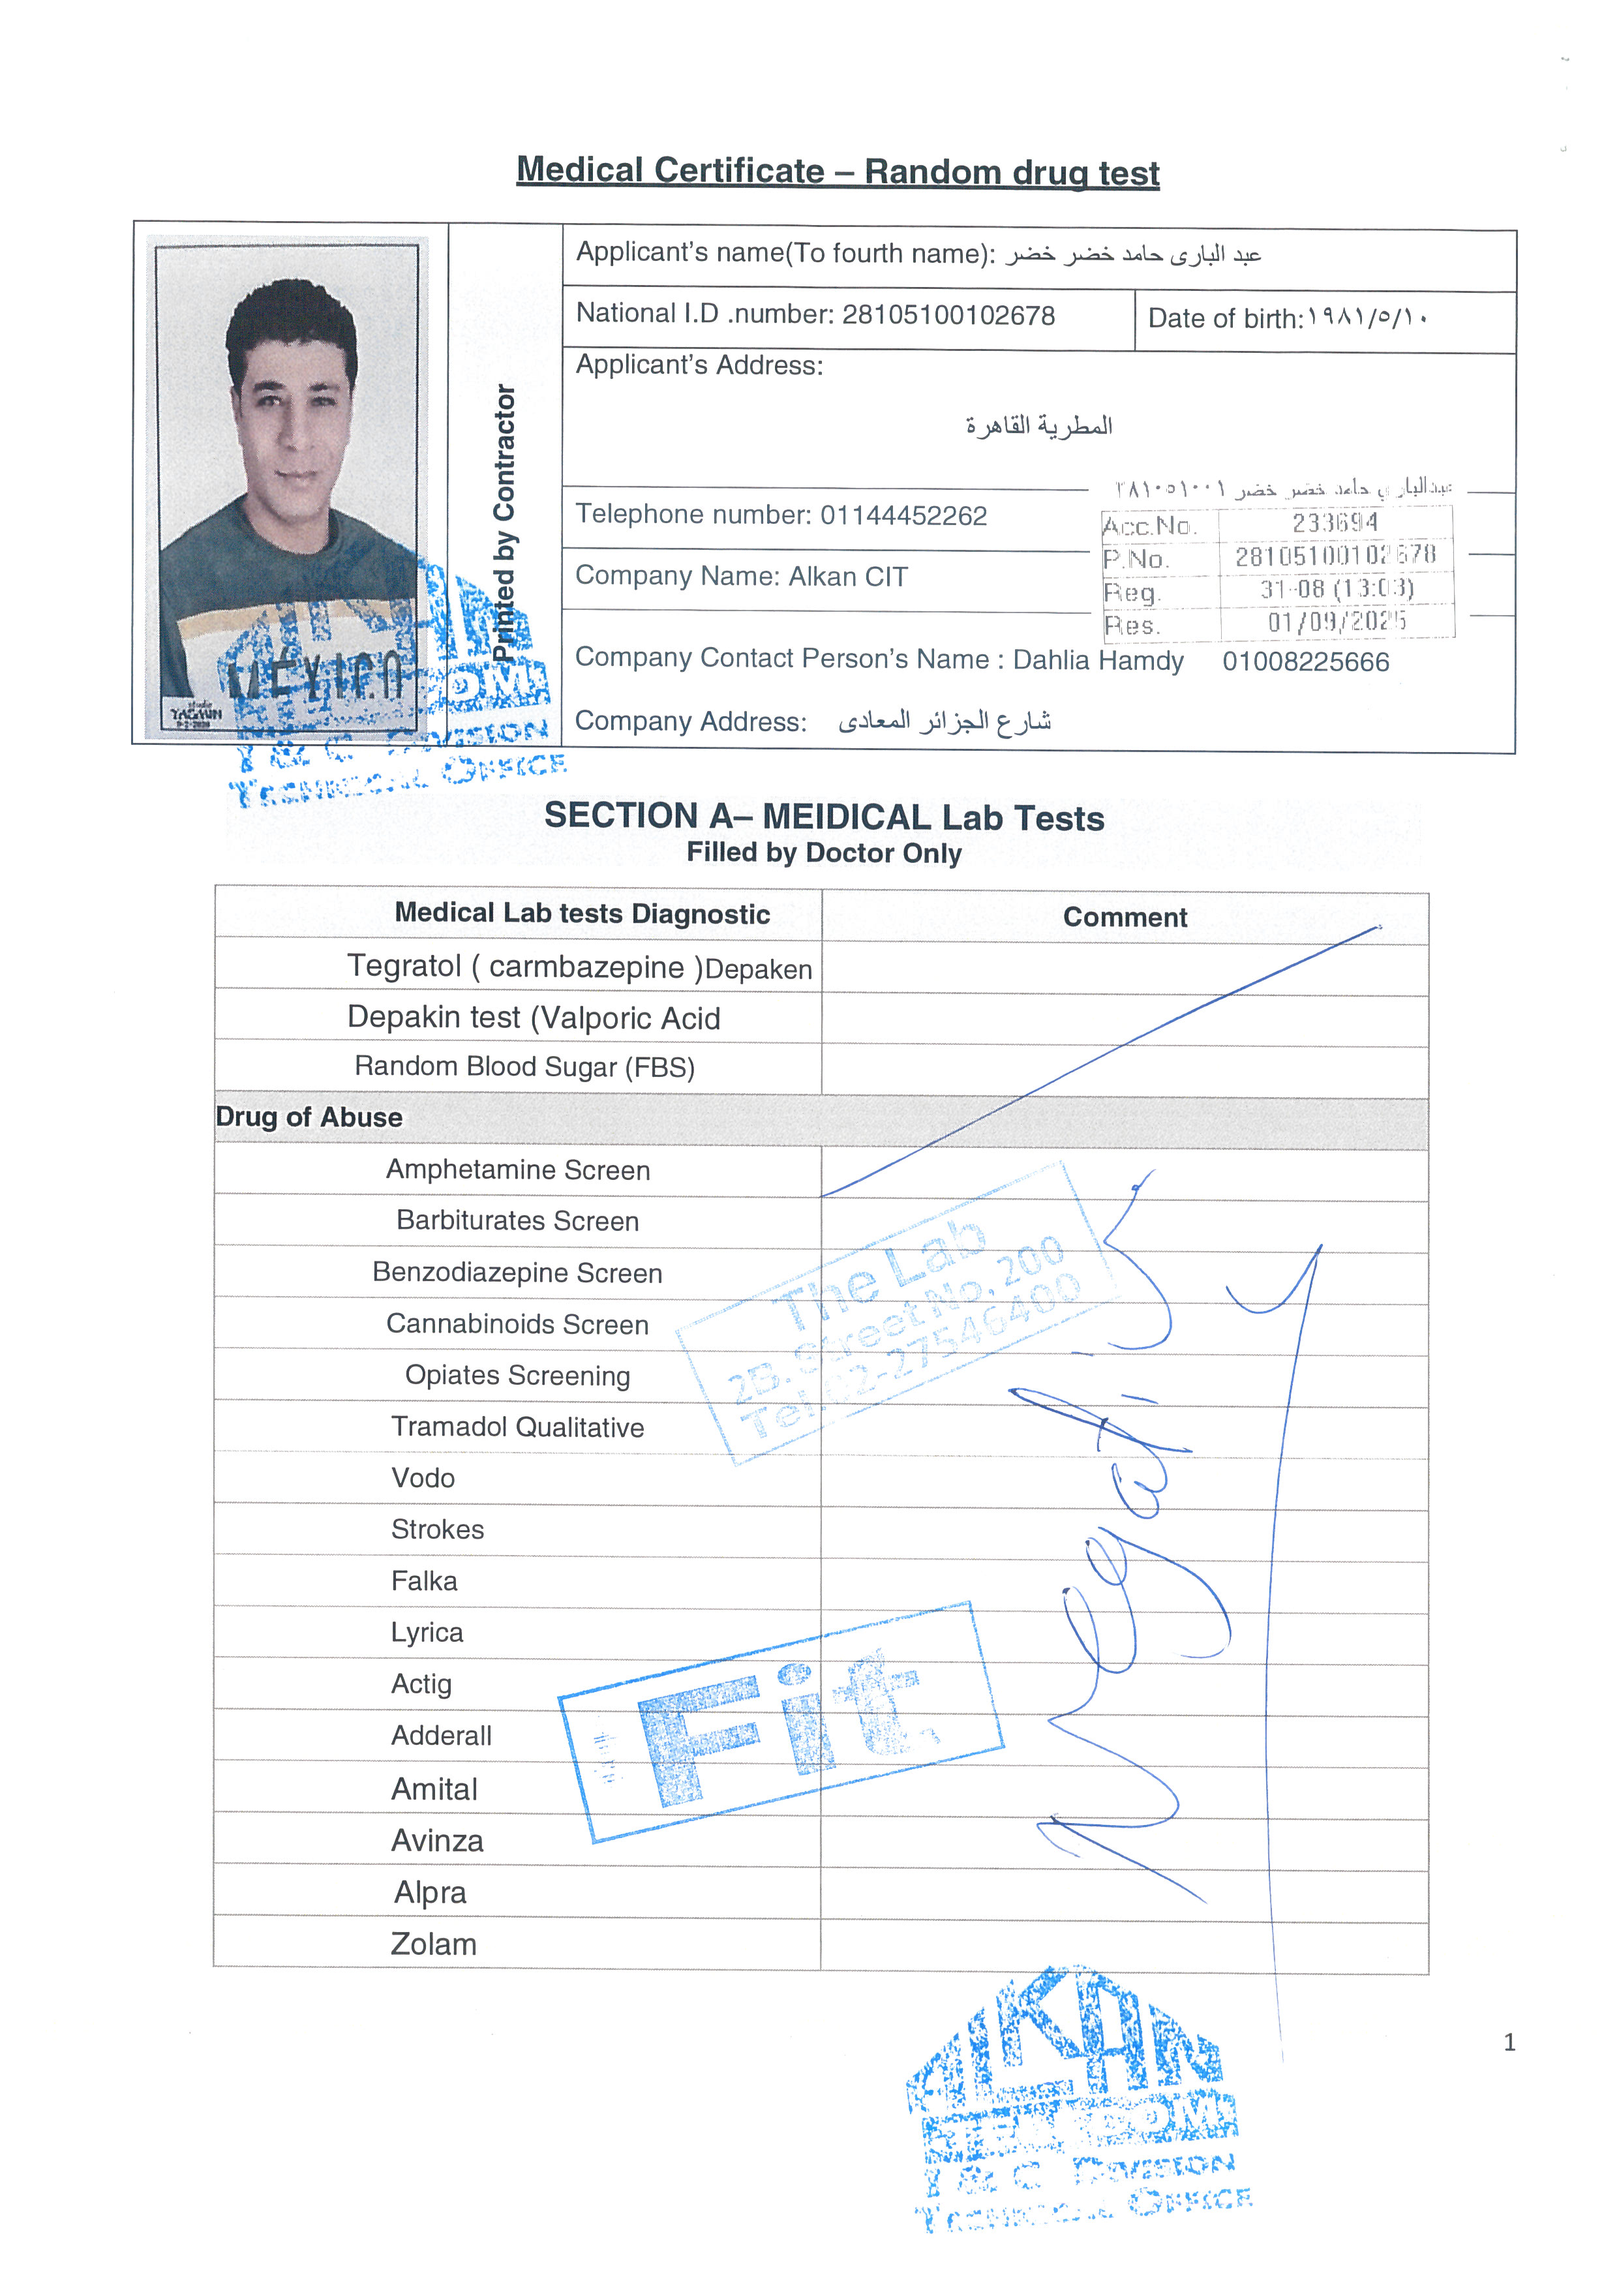 Medical Certificate – Random drug test
Applicant's name(To fourth name): عبد البارى حامد خضر خضر
National I.D .number: 28105100102678
Date of birth:١٩٨١/٥/١٠
Applicant's Address:
المطرية القاهرة
Telephone number: 01144452262
Company Name: Alkan CIT
Company Contact Person's Name : Dahlia Hamdy 01008225666
Company Address: شارع الجزائر المعادى
Printed by Contractor
عبدالباري حامد خضر خضر ٢٨١٠٥١٠٠١
Acc.No. 233694
P.No. 28105100102678
Reg. 31-08 (13:03)
Res. 01/09/2025
MÉXICO
studio
YASMIN
I & C DIVISION
TECHNICAL OFFICE
SECTION A– MEIDICAL Lab Tests
Filled by Doctor Only
Medical Lab tests Diagnostic Comment
Tegratol ( carmbazepine )Depaken
Depakin test (Valporic Acid
Random Blood Sugar (FBS)
Drug of Abuse
Amphetamine Screen
Barbiturates Screen
Benzodiazepine Screen
Cannabinoids Screen
Opiates Screening
Tramadol Qualitative
Vodo
Strokes
Falka
Lyrica
Actig
Adderall
Amital
Avinza
Alpra
Zolam
The Lab
2B. Street No. 200
Tel.02-27546400
Fit
Negative
ALKAN
TELECOM
I & C DIVISION
TECHNICAL OFFICE
1